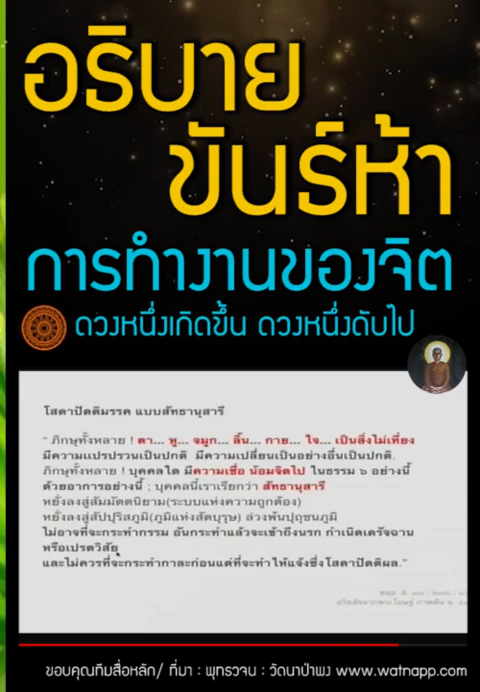 อธิบาย
ขันธ์ห้า
การทำงานของจิต
ดวงหนึ่งเกิดขึ้น ดวงหนึ่งดับไป
โสดาปัตติมรรค แบบสัทธานุสารี
" ภิกษุทั้งหลาย ! ตา... หู... จมูก... ลิ้น... กาย... ใจ... เป็นสิ่งไม่เที่ยง
มีความแปรปรวนเป็นปกติ มีความเปลี่ยนเป็นอย่างอื่นเป็นปกติ.
ภิกษุทั้งหลาย ! บุคคลใด มีความเชื่อ น้อมจิตไป ในธรรม ๖ อย่างนี้
ด้วยอาการอย่างนี้ ; บุคคลนี้เราเรียกว่า สัทธานุสารี
หยั่งลงสู่สัมมัตตนิยาม(ระบบแห่งความถูกต้อง)
หยั่งลงสู่สัปปุริสภูมิ(ภูมิแห่งสัตบุรุษ) ล่วงพ้นปุถุชนภูมิ
ไม่อาจที่จะกระทำกรรม อันกระทำแล้วจะเข้าถึงนรก กำเนิดเดรัจฉาน
หรือเปรตวิสัย
และไม่ควรที่จะกระทำกาละก่อนแต่ที่จะทำให้แจ้งซึ่งโสดาปัตติผล."
ขอบคุณทีมสื่อหลัก/ ที่มา : พุทธวจน : วัดนาป่าพง www.watnapp.com